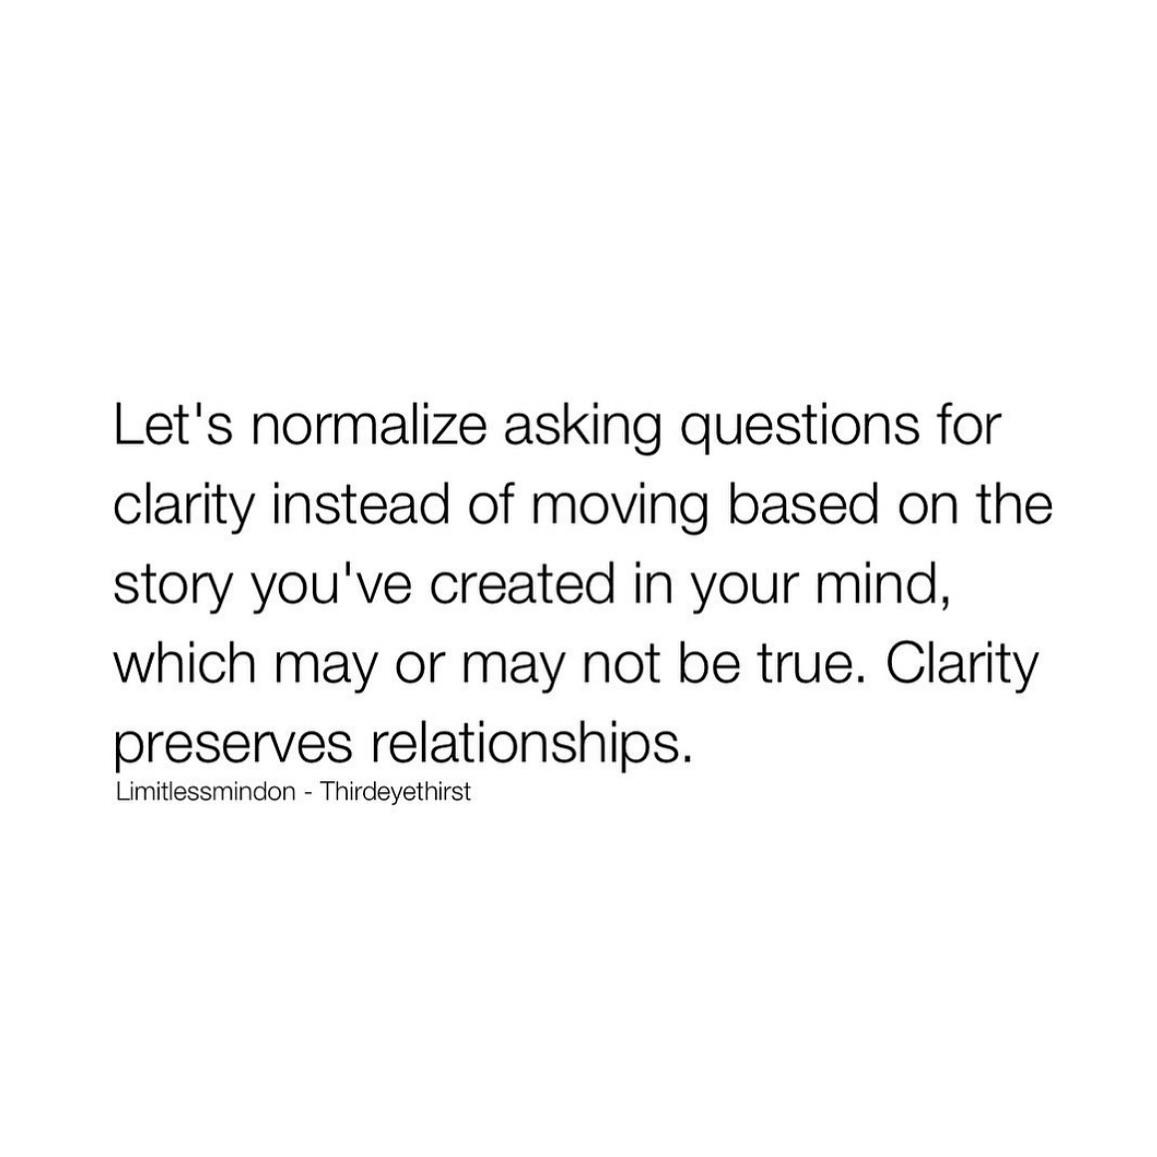 Let's normalize asking questions for
clarity instead of moving based on the
story you've created in your mind,
which may or may not be true. Clarity
preserves relationships.
Limitlessmindon - Thirdeyethirst